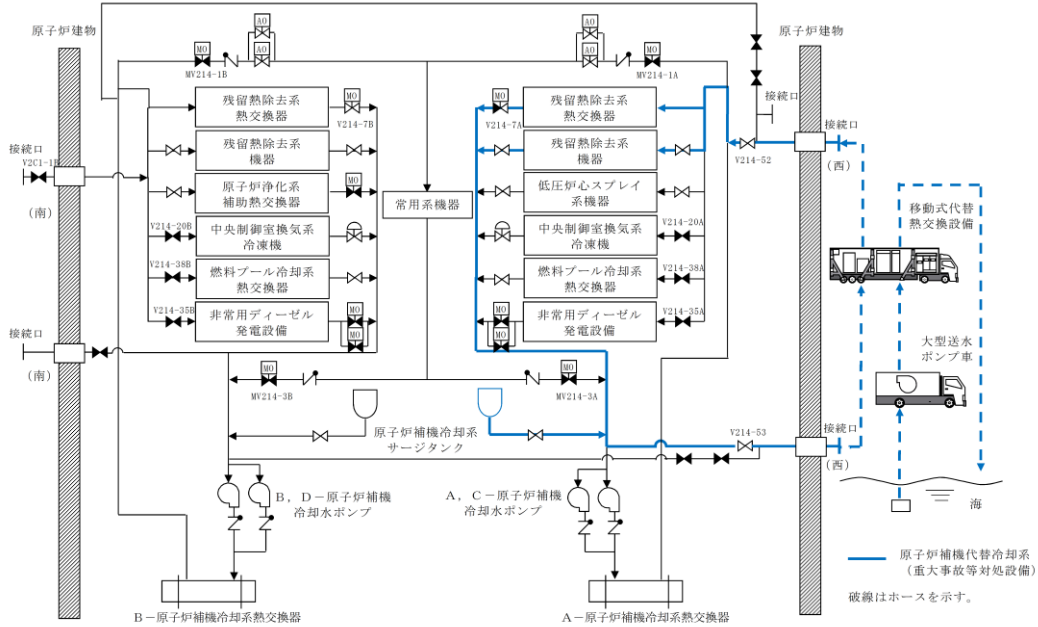 原子炉建物
原子炉建物
AO
AO
AO
AO
MO
MV214-1B
MO
MV214-1A
残留熱除去系
熱交換器
MO
V214-7B
残留熱除去系
機器
原子炉浄化系
補助熱交換器
MO
V214-20B
中央制御室換気系
冷凍機
V214-38B
燃料プール冷却系
熱交換器
V214-35B
非常用ディーゼル
発電設備
MO
MO
常用系機器
MO
V214-7A
残留熱除去系
熱交換器
残留熱除去系
機器
低圧炉心スプレイ
系機器
中央制御室換気系
冷凍機
V214-20A
燃料プール冷却系
熱交換器
V214-38A
MO
MO
非常用ディーゼル
発電設備
V214-35A
接続口
V2C1-1B
(南)
接続口
(南)
接続口
接続口
(西)
V214-52
移動式代替
熱交換設備
大型送水
ポンプ車
MO
MV214-3B
MO
MV214-3A
原子炉補機冷却系
サージタンク
V214-53
接続口
(西)
海
B,D-原子炉補機
冷却水ポンプ
A,C-原子炉補機
冷却水ポンプ
B-原子炉補機冷却系熱交換器
A-原子炉補機冷却系熱交換器
原子炉補機代替冷却系
(重大事故等対処設備)
破線はホースを示す。